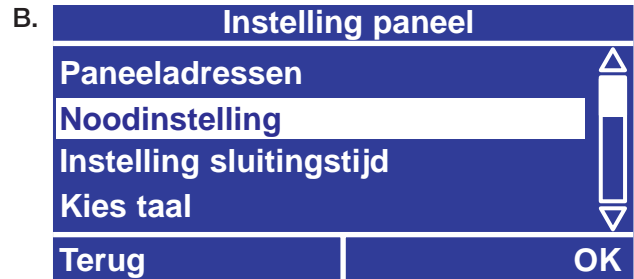 B.
Instelling paneel
Paneeladressen
Noodinstelling
Instelling sluitingstijd
Kies taal
Terug OK